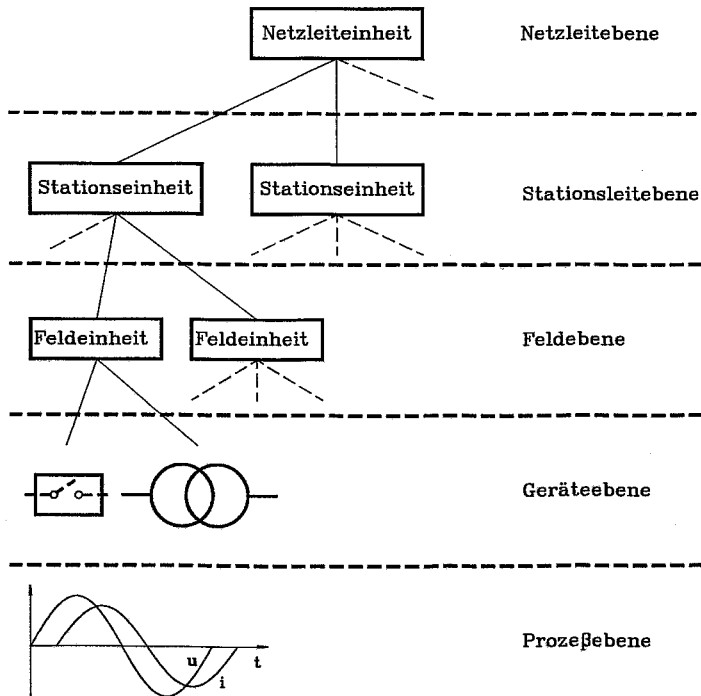 Netzleiteinheit Netzleitebene
Stationseinheit Stationseinheit Stationsleitebene
Feldeinheit Feldeinheit Feldebene
Geräteebene
Prozeßebene
u t
i